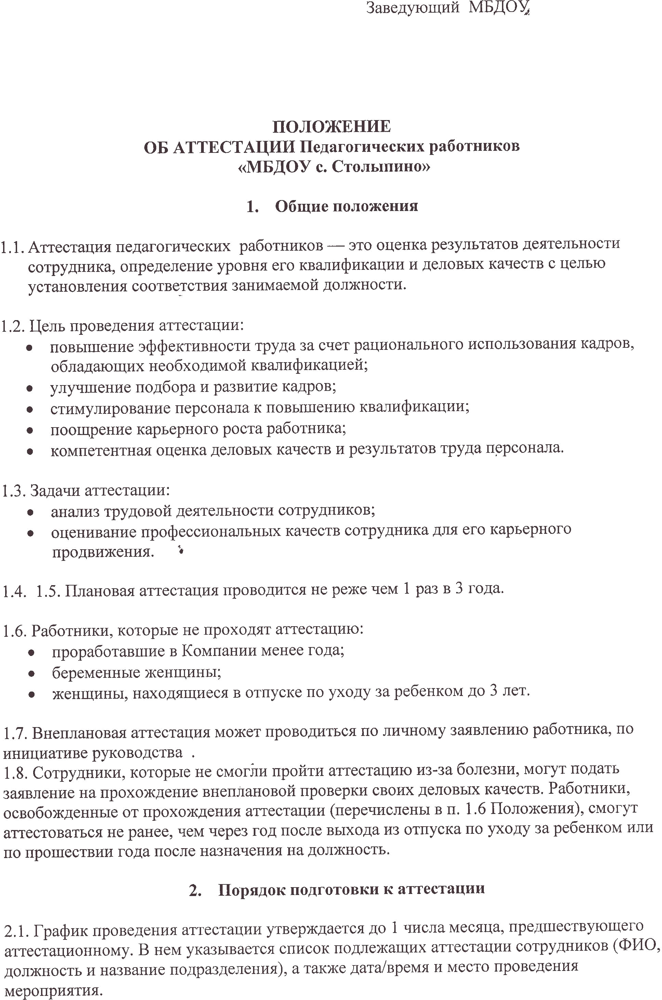 Заведующий МБДОУ
ПОЛОЖЕНИЕ
ОБ АТТЕСТАЦИИ Педагогических работников
«МБДОУ с. Столыпино»
1. Общие положения
1.1. Аттестация педагогических работников — это оценка результатов деятельности
сотрудника, определение уровня его квалификации и деловых качеств с целью
установления соответствия занимаемой должности.
1.2. Цель проведения аттестации:
• повышение эффективности труда за счет рационального использования кадров,
обладающих необходимой квалификацией;
• улучшение подбора и развитие кадров;
• стимулирование персонала к повышению квалификации;
• поощрение карьерного роста работника;
• компетентная оценка деловых качеств и результатов труда персонала.
1.3. Задачи аттестации:
• анализ трудовой деятельности сотрудников;
• оценивание профессиональных качеств сотрудника для его карьерного
продвижения.
1.4. 1.5. Плановая аттестация проводится не реже чем 1 раз в 3 года.
1.6. Работники, которые не проходят аттестацию:
• проработавшие в Компании менее года;
• беременные женщины;
• женщины, находящиеся в отпуске по уходу за ребенком до 3 лет.
1.7. Внеплановая аттестация может проводиться по личному заявлению работника, по
инициативе руководства .
1.8. Сотрудники, которые не смогли пройти аттестацию из-за болезни, могут подать
заявление на прохождение внеплановой проверки своих деловых качеств. Работники,
освобожденные от прохождения аттестации (перечислены в п. 1.6 Положения), смогут
аттестоваться не ранее, чем через год после выхода из отпуска по уходу за ребенком или
по прошествии года после назначения на должность.
2. Порядок подготовки к аттестации
2.1. График проведения аттестации утверждается до 1 числа месяца, предшествующего
аттестационному. В нем указывается список подлежащих аттестации сотрудников (ФИО,
должность и название подразделения), а также дата/время и место проведения
мероприятия.